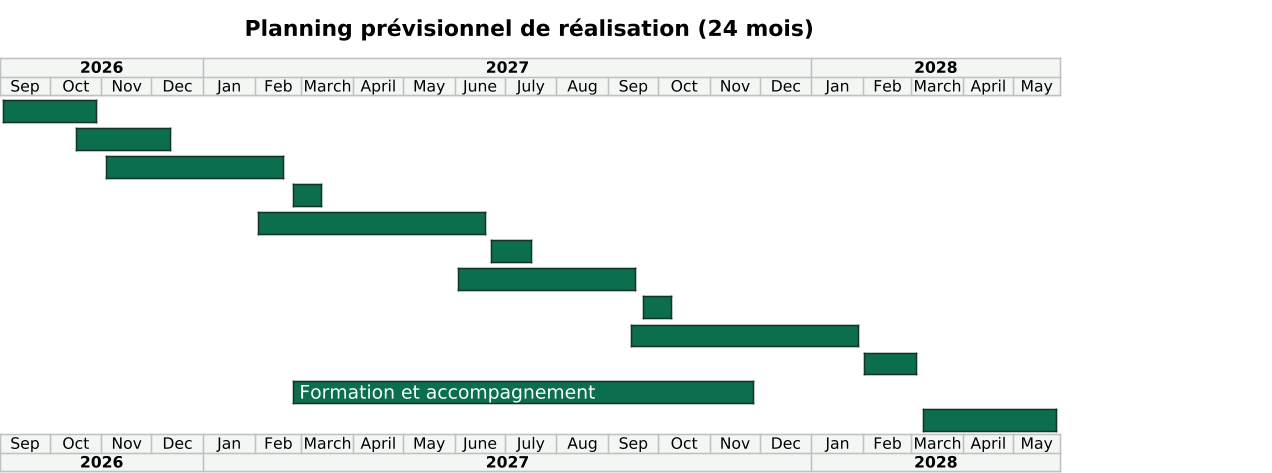 Planning prévisionnel de réalisation (24 mois)
2026 2027 2028
Sep Oct Nov Dec Jan Feb March April May June July Aug Sep Oct Nov Dec Jan Feb March April May
Formation et accompagnement
Sep Oct Nov Dec Jan Feb March April May June July Aug Sep Oct Nov Dec Jan Feb March April May
2026 2027 2028